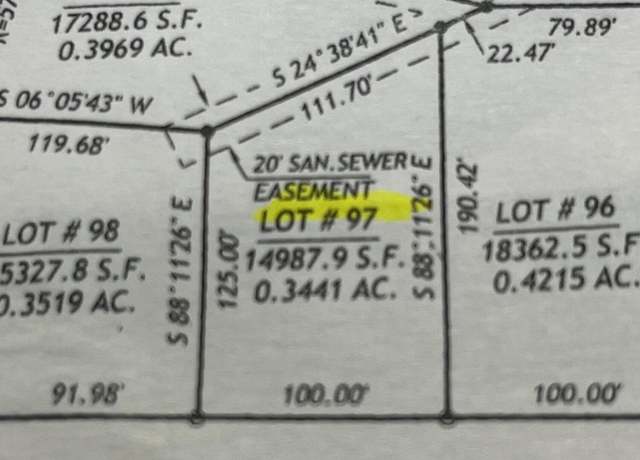 17288.6 S.F.
0.3969 AC.
S 24°38'41" E
111.70'
79.89'
22.47'
S 06°05'43" W
119.68'
20' SAN.SEWER
EASEMENT
LOT # 97
14987.9 S.F.
0.3441 AC.
LOT # 98
5327.8 S.F.
0.3519 AC.
S 88°11'26" E
125.00'
S 88°11'26" E
190.42'
LOT # 96
18362.5 S.F
0.4215 AC.
91.98'
100.00'
100.00'